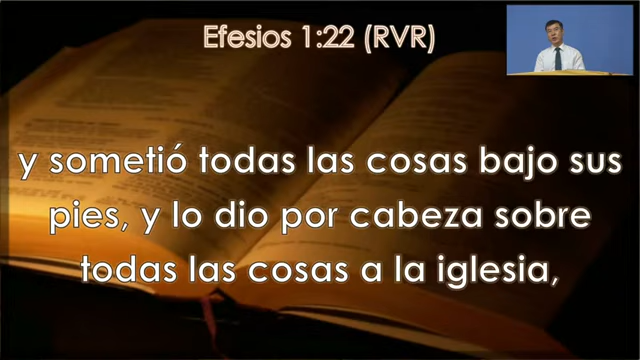 Efesios 1:22 (RVR)
y sometió todas las cosas bajo sus
pies, y lo dio por cabeza sobre
todas las cosas a la iglesia,